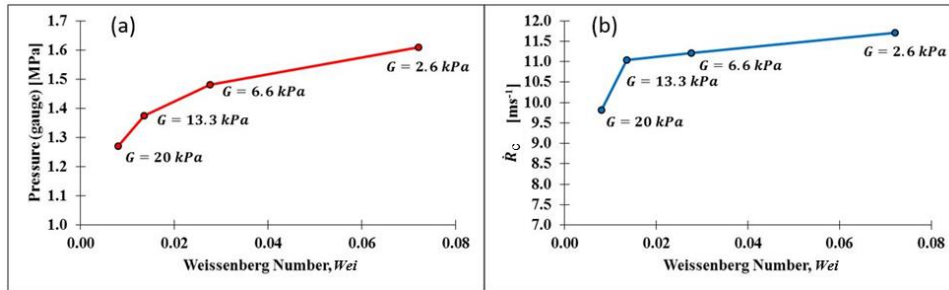 (a)
Pressure (gauge) [MPa]
1.7
1.6
1.5
1.4
1.3
1.2
1.1
1.0
G = 2.6 kPa
G = 6.6 kPa
G = 13.3 kPa
G = 20 kPa
0.00 0.02 0.04 0.06 0.08
Weissenberg Number, Wei
(b)
Ṙc [ms⁻¹]
12.0
11.5
11.0
10.5
10.0
9.5
9.0
8.5
8.0
7.5
7.0
G = 2.6 kPa
G = 6.6 kPa
G = 13.3 kPa
G = 20 kPa
0.00 0.02 0.04 0.06 0.08
Weissenberg Number, Wei